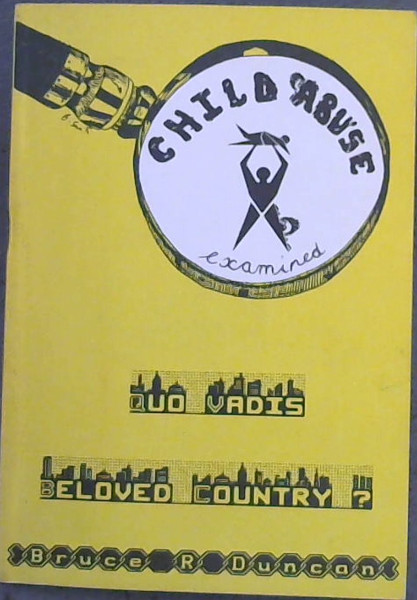 CHILD ABUSE
examined
QUO VADIS
BELOVED COUNTRY ?
Bruce R Duncan